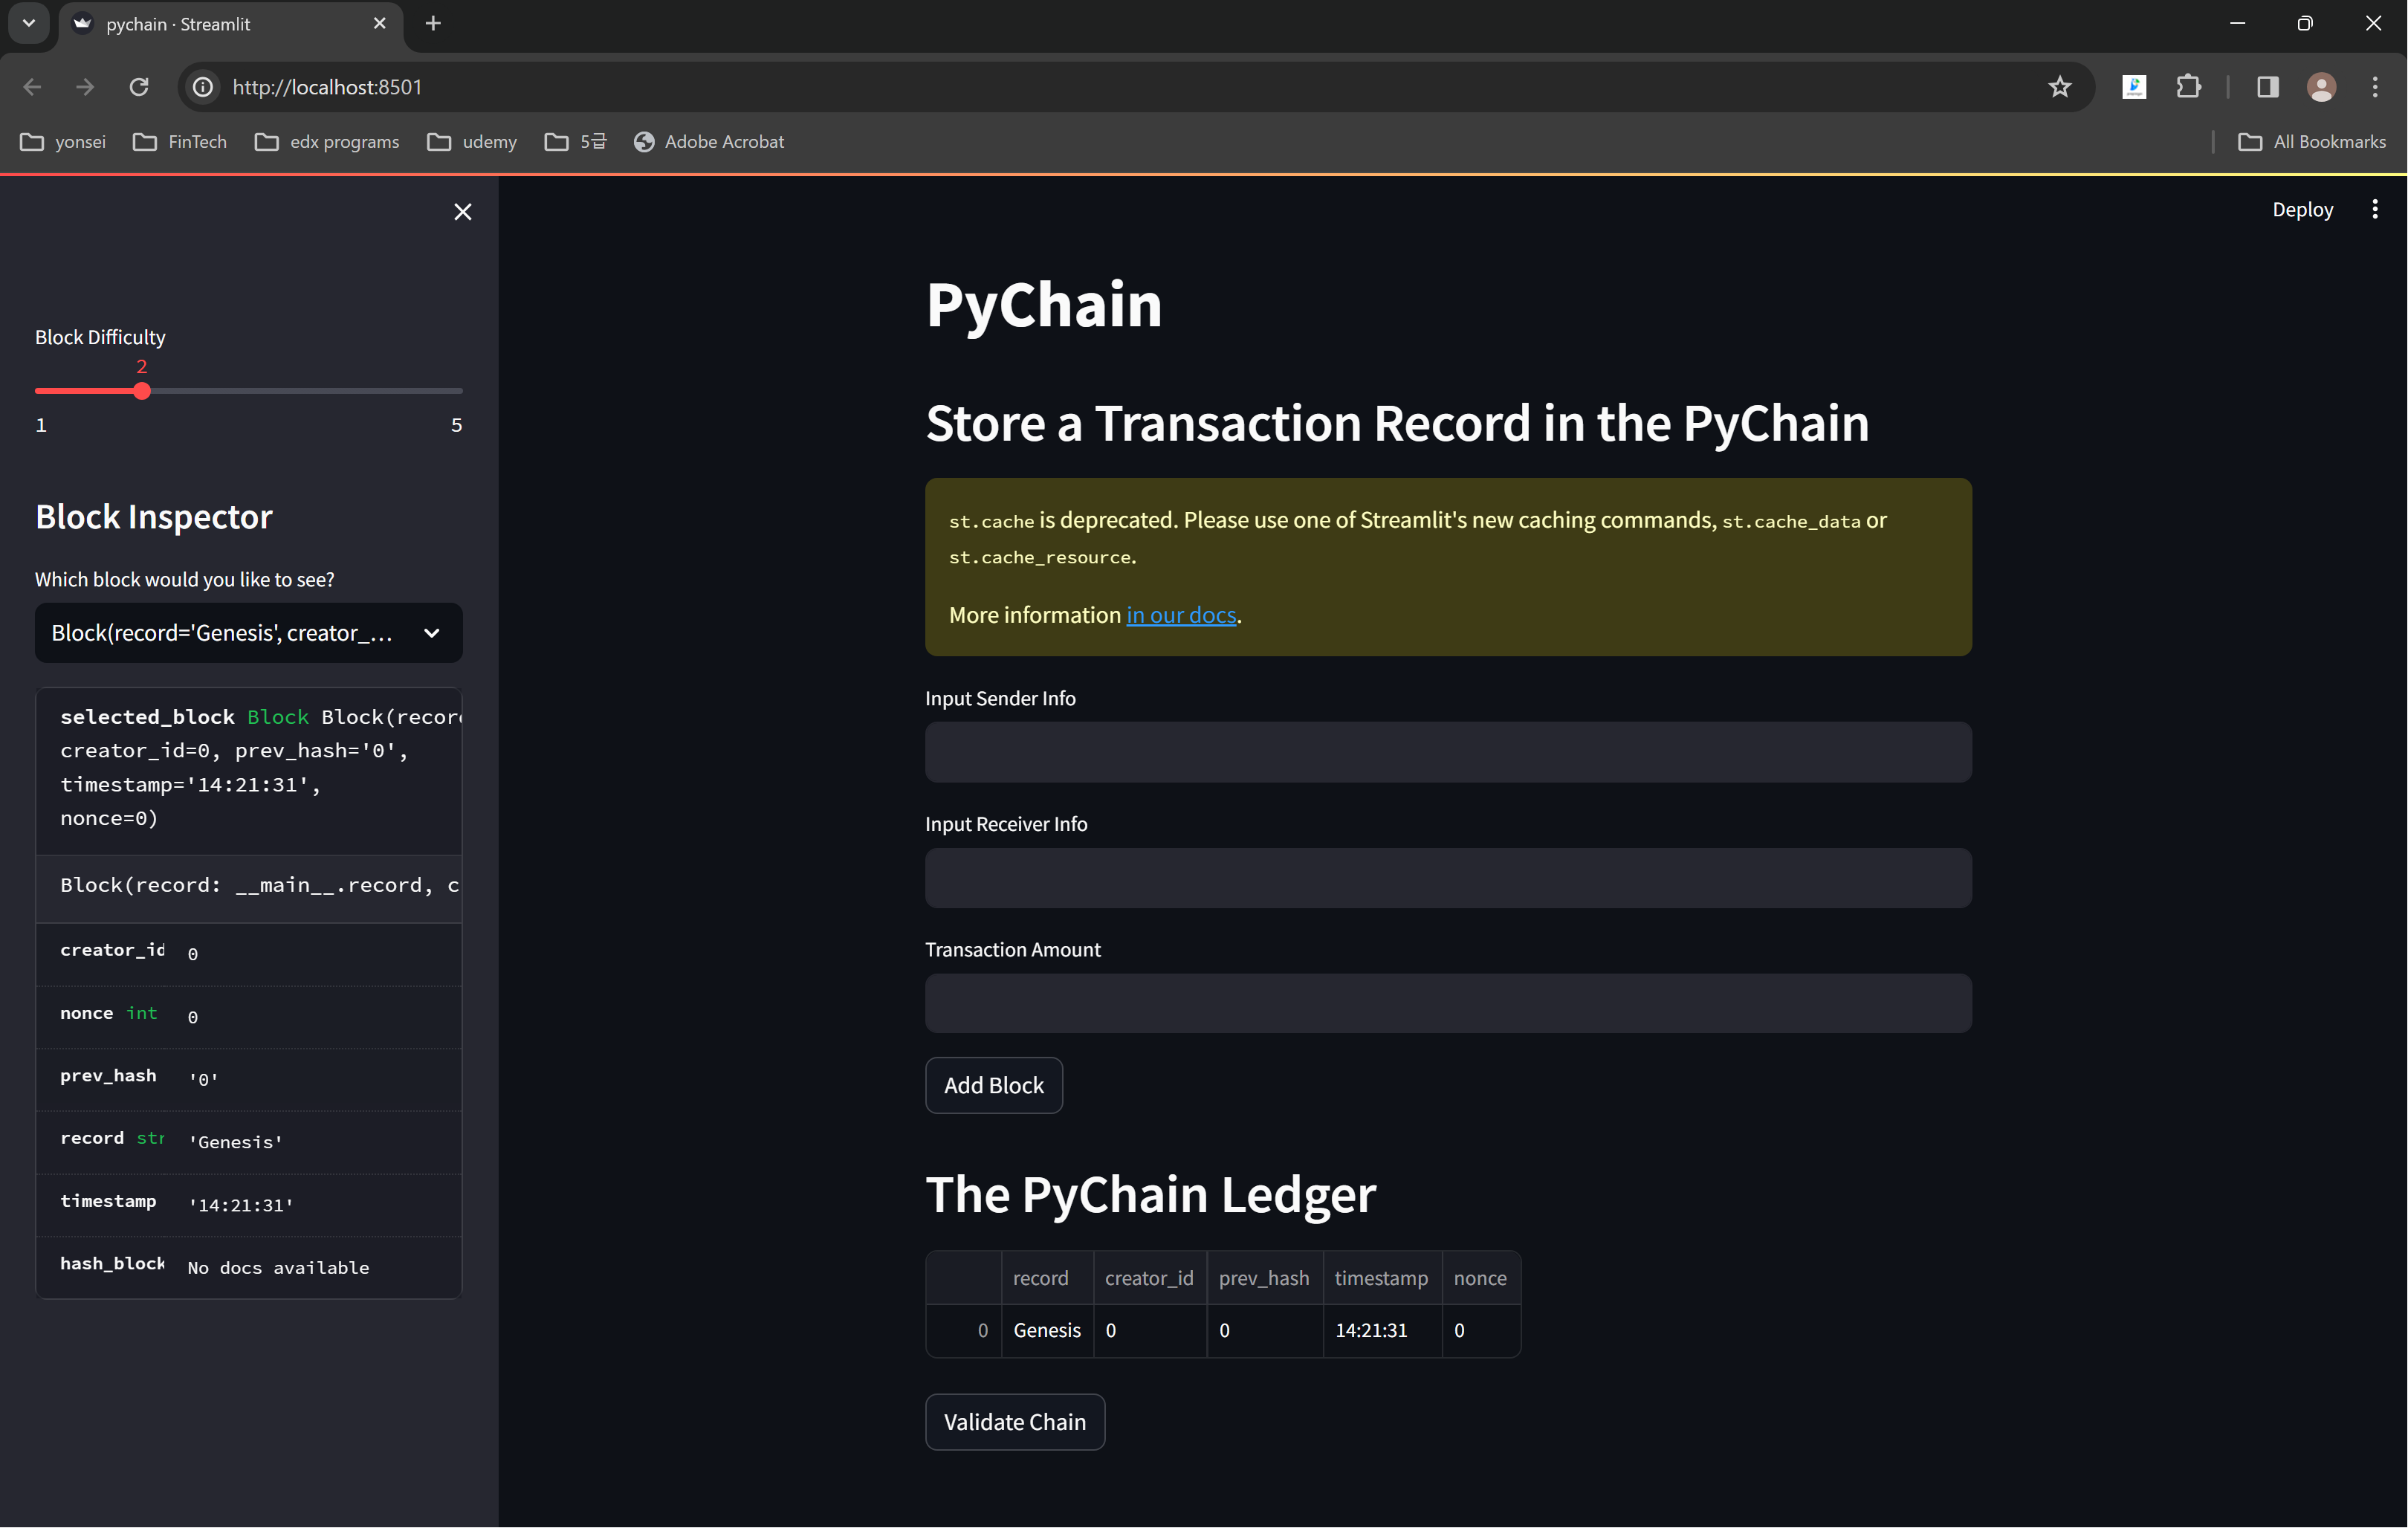 pychain · Streamlit
http://localhost:8501
yonsei
FinTech
edx programs
udemy
5급
Adobe Acrobat
All Bookmarks
Deploy
Block Difficulty
2
1
5
Block Inspector
Which block would you like to see?
Block(record='Genesis', creator_...
selected_block Block Block(recor
creator_id=0, prev_hash='0',
timestamp='14:21:31',
nonce=0)
Block(record: __main__.record, c
creator_id 0
nonce int 0
prev_hash '0'
record str 'Genesis'
timestamp '14:21:31'
hash_block No docs available
PyChain
Store a Transaction Record in the PyChain
st.cache is deprecated. Please use one of Streamlit's new caching commands, st.cache_data or
st.cache_resource.
More information in our docs.
Input Sender Info
Input Receiver Info
Transaction Amount
Add Block
The PyChain Ledger
record creator_id prev_hash timestamp nonce
0 Genesis 0 0 14:21:31 0
Validate Chain